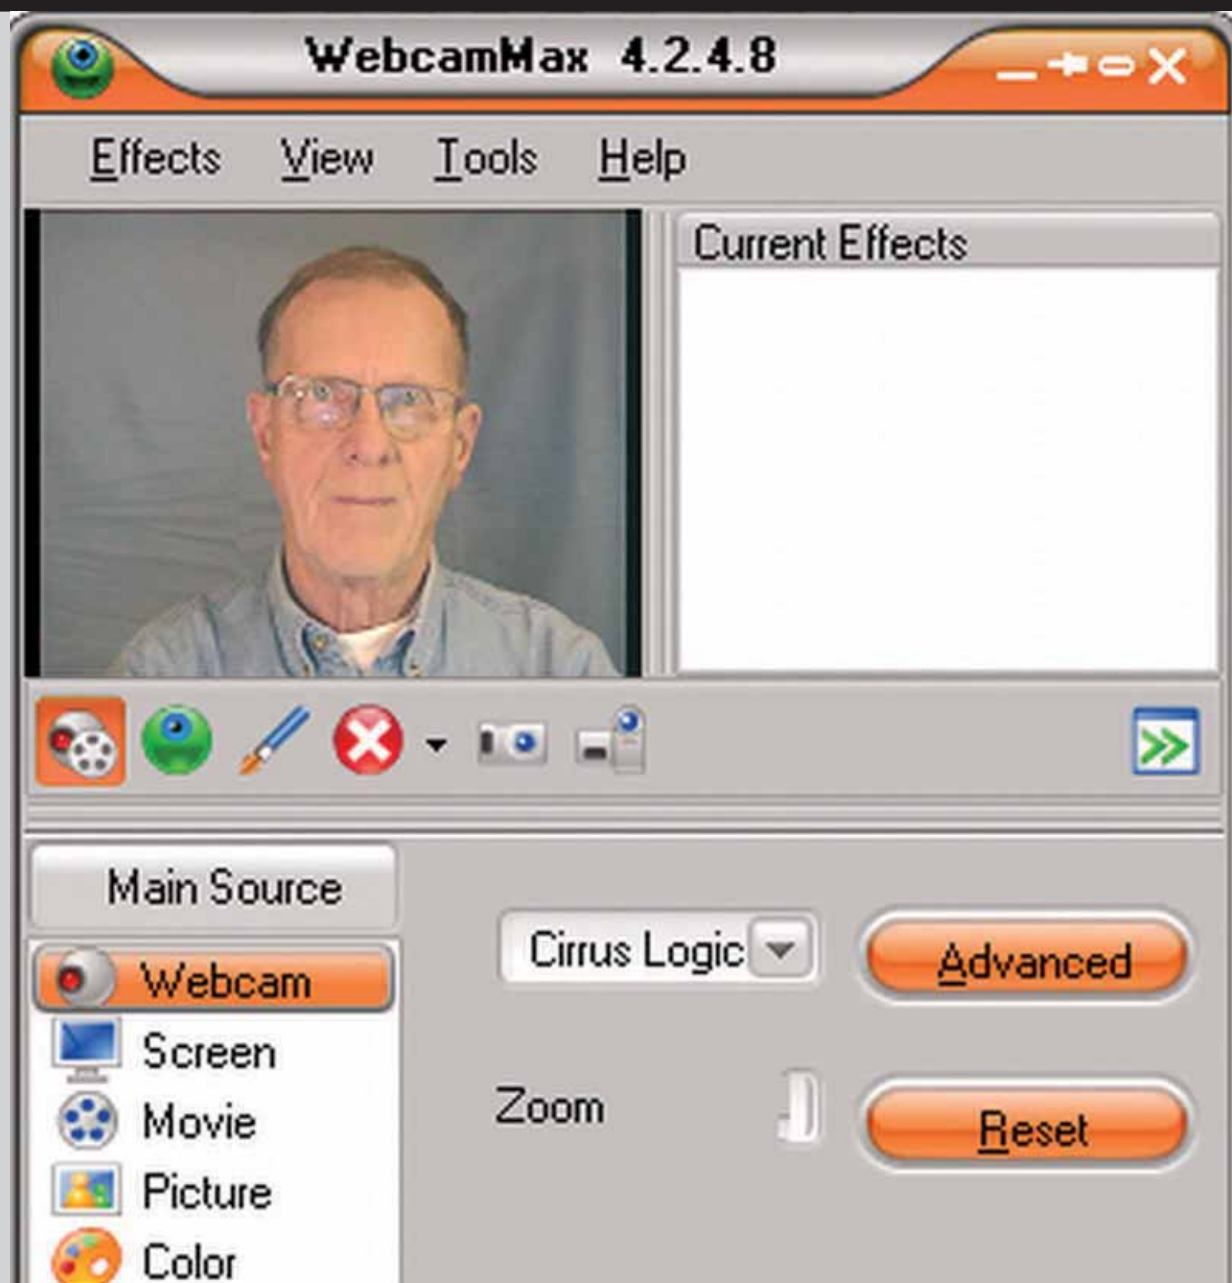 WebcamMax 4.2.4.8
Effects View Tools Help
Current Effects
Main Source
Webcam
Screen
Movie
Picture
Color
Cirrus Logic
Advanced
Zoom
Reset